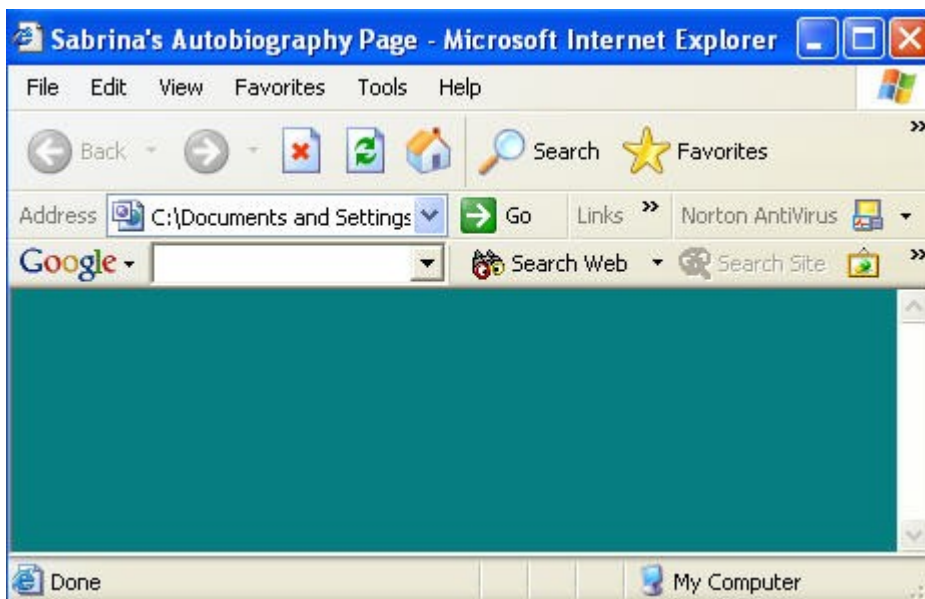 Sabrina's Autobiography Page - Microsoft Internet Explorer
File Edit View Favorites Tools Help
Back Search Favorites »
Address C:\Documents and Settings Go Links » Norton AntiVirus
Google Search Web Search Site »
Done My Computer